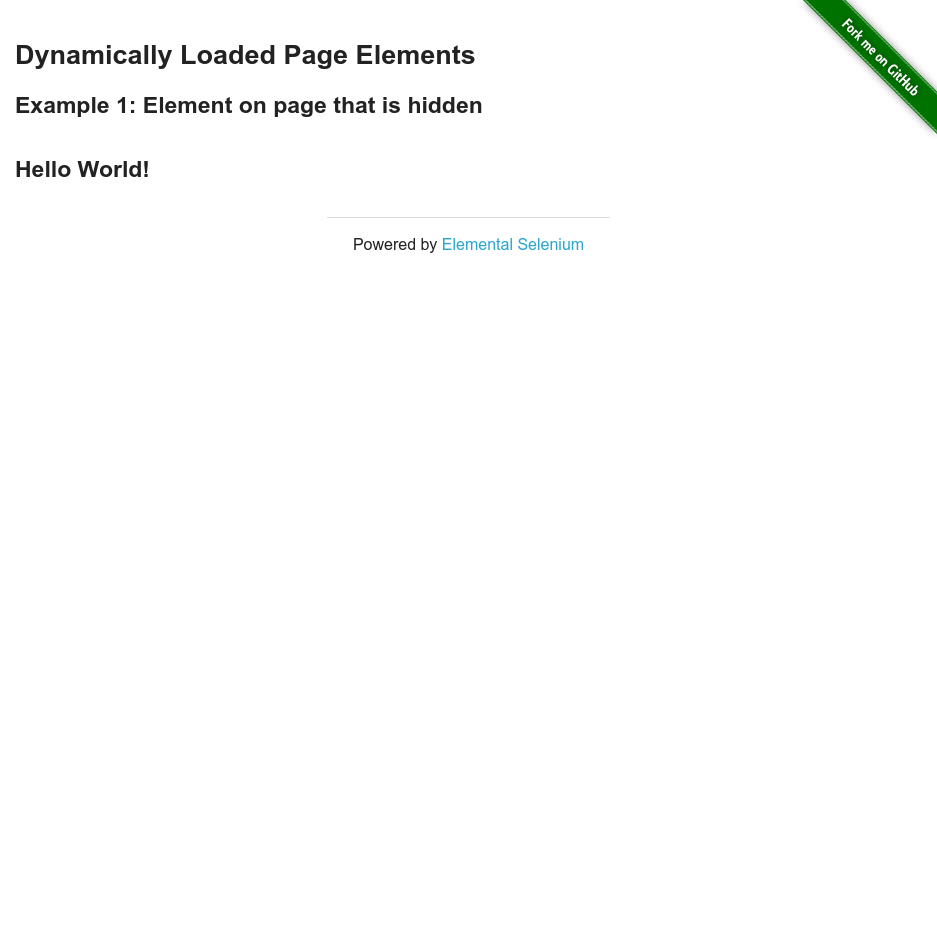 Fork me on GitHub
Dynamically Loaded Page Elements
Example 1: Element on page that is hidden
Hello World!
Powered by Elemental Selenium